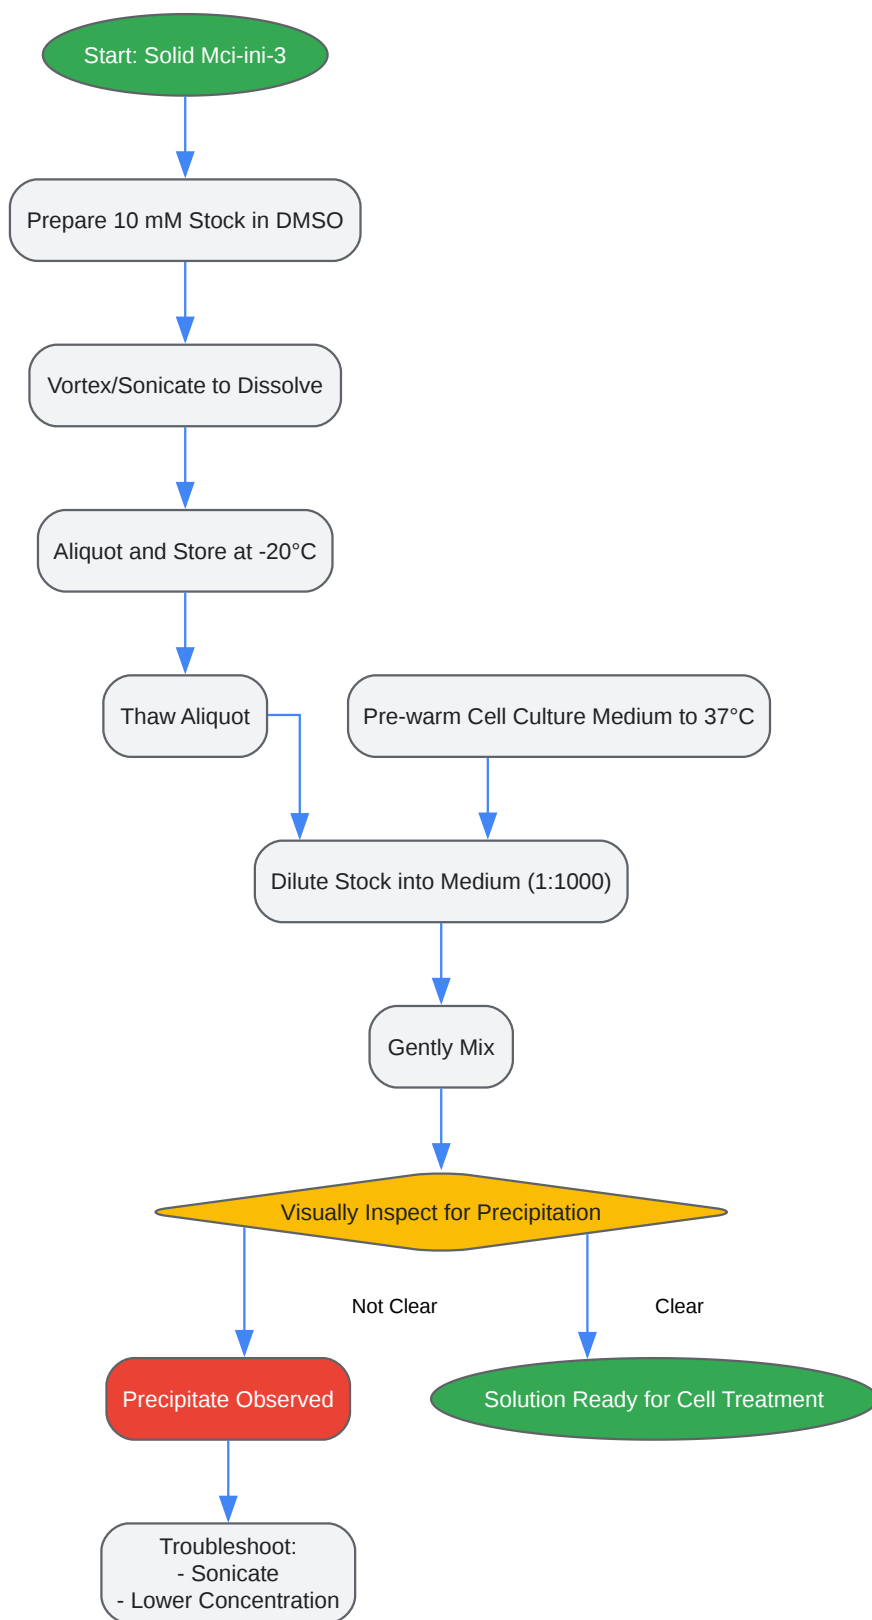 Start: Solid Mci-ini-3
Prepare 10 mM Stock in DMSO
Vortex/Sonicate to Dissolve
Aliquot and Store at -20°C
Thaw Aliquot
Pre-warm Cell Culture Medium to 37°C
Dilute Stock into Medium (1:1000)
Gently Mix
Visually Inspect for Precipitation
Not Clear
Clear
Precipitate Observed
Solution Ready for Cell Treatment
Troubleshoot:
- Sonicate
- Lower Concentration